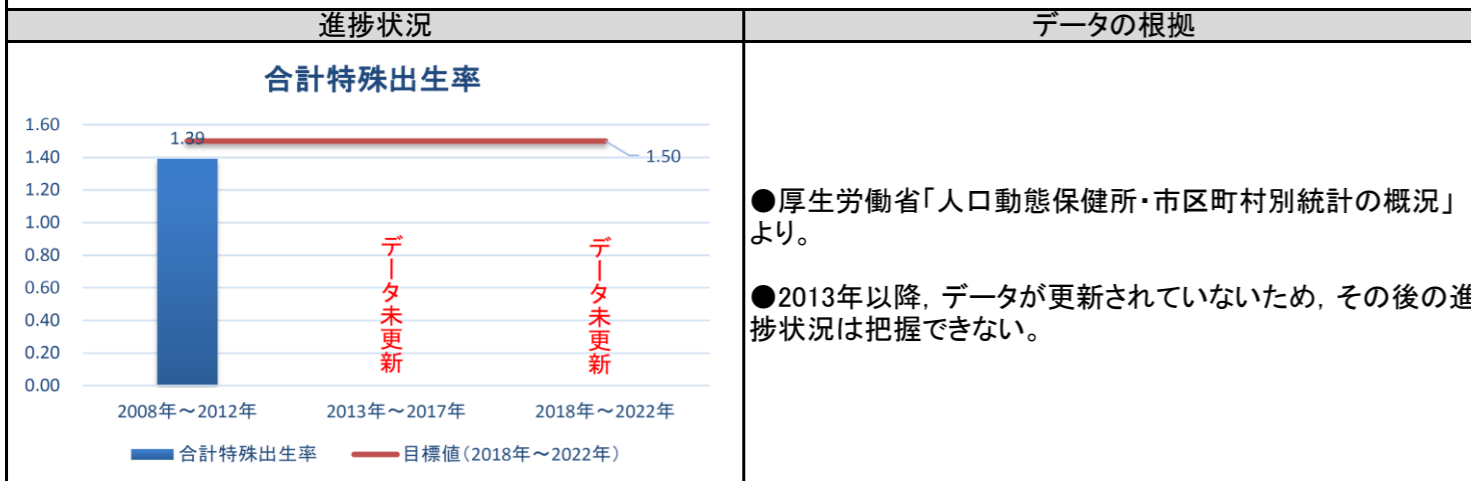 進捗状況
データの根拠
合計特殊出生率
1.60
1.40
1.20
1.00
0.80
0.60
0.40
0.20
0.00
1.39
1.50
データ未更新
データ未更新
2008年～2012年
2013年～2017年
2018年～2022年
合計特殊出生率
目標値（2018年～2022年）
●厚生労働省「人口動態保健所・市区町村別統計の概況」
より。
●2013年以降，データが更新されていないため，その後の進
捗状況は把握できない。